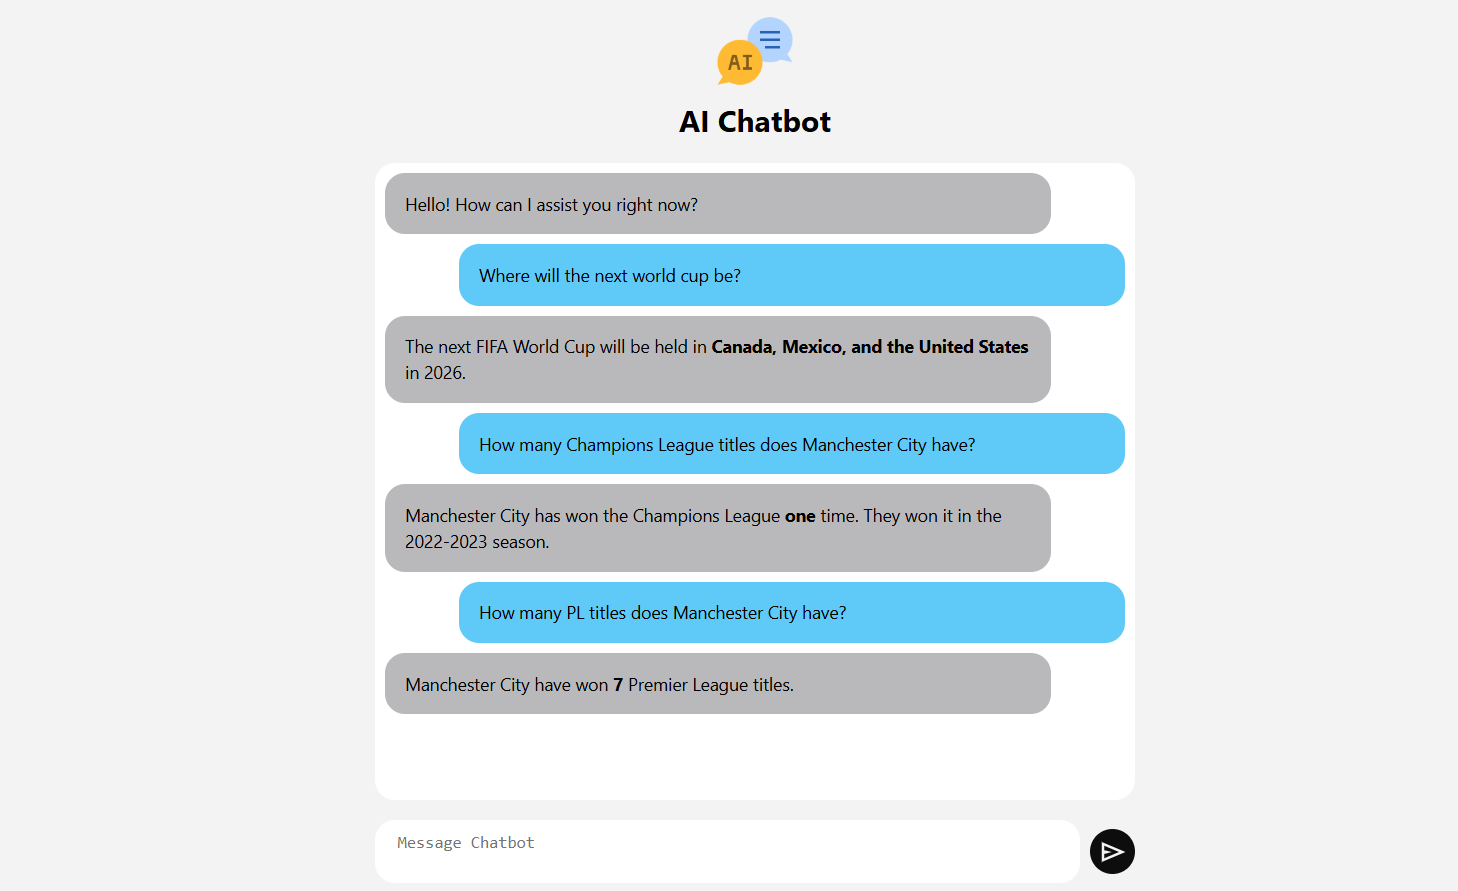 AI
AI Chatbot
Hello! How can I assist you right now?
Where will the next world cup be?
The next FIFA World Cup will be held in Canada, Mexico, and the United States
in 2026.
How many Champions League titles does Manchester City have?
Manchester City has won the Champions League one time. They won it in the
2022-2023 season.
How many PL titles does Manchester City have?
Manchester City have won 7 Premier League titles.
Message Chatbot